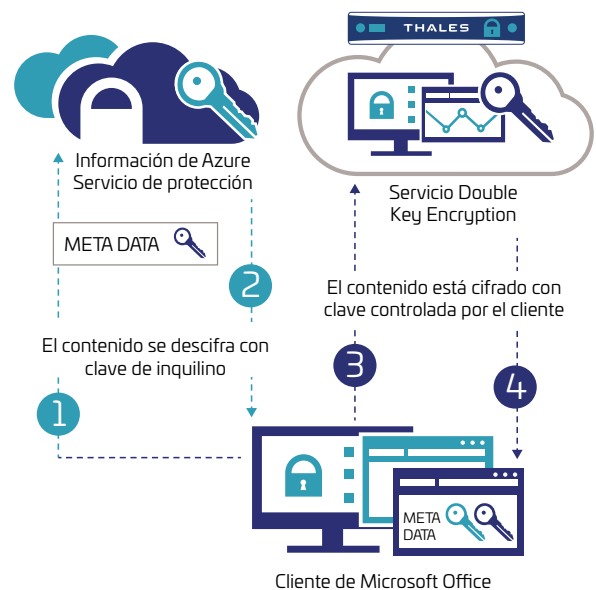 THALES
Información de Azure
Servicio de protección
Servicio Double
Key Encryption
META DATA
2
El contenido está cifrado con
clave controlada por el cliente
El contenido se descifra con
clave de inquilino
3
4
1
META
DATA
Cliente de Microsoft Office